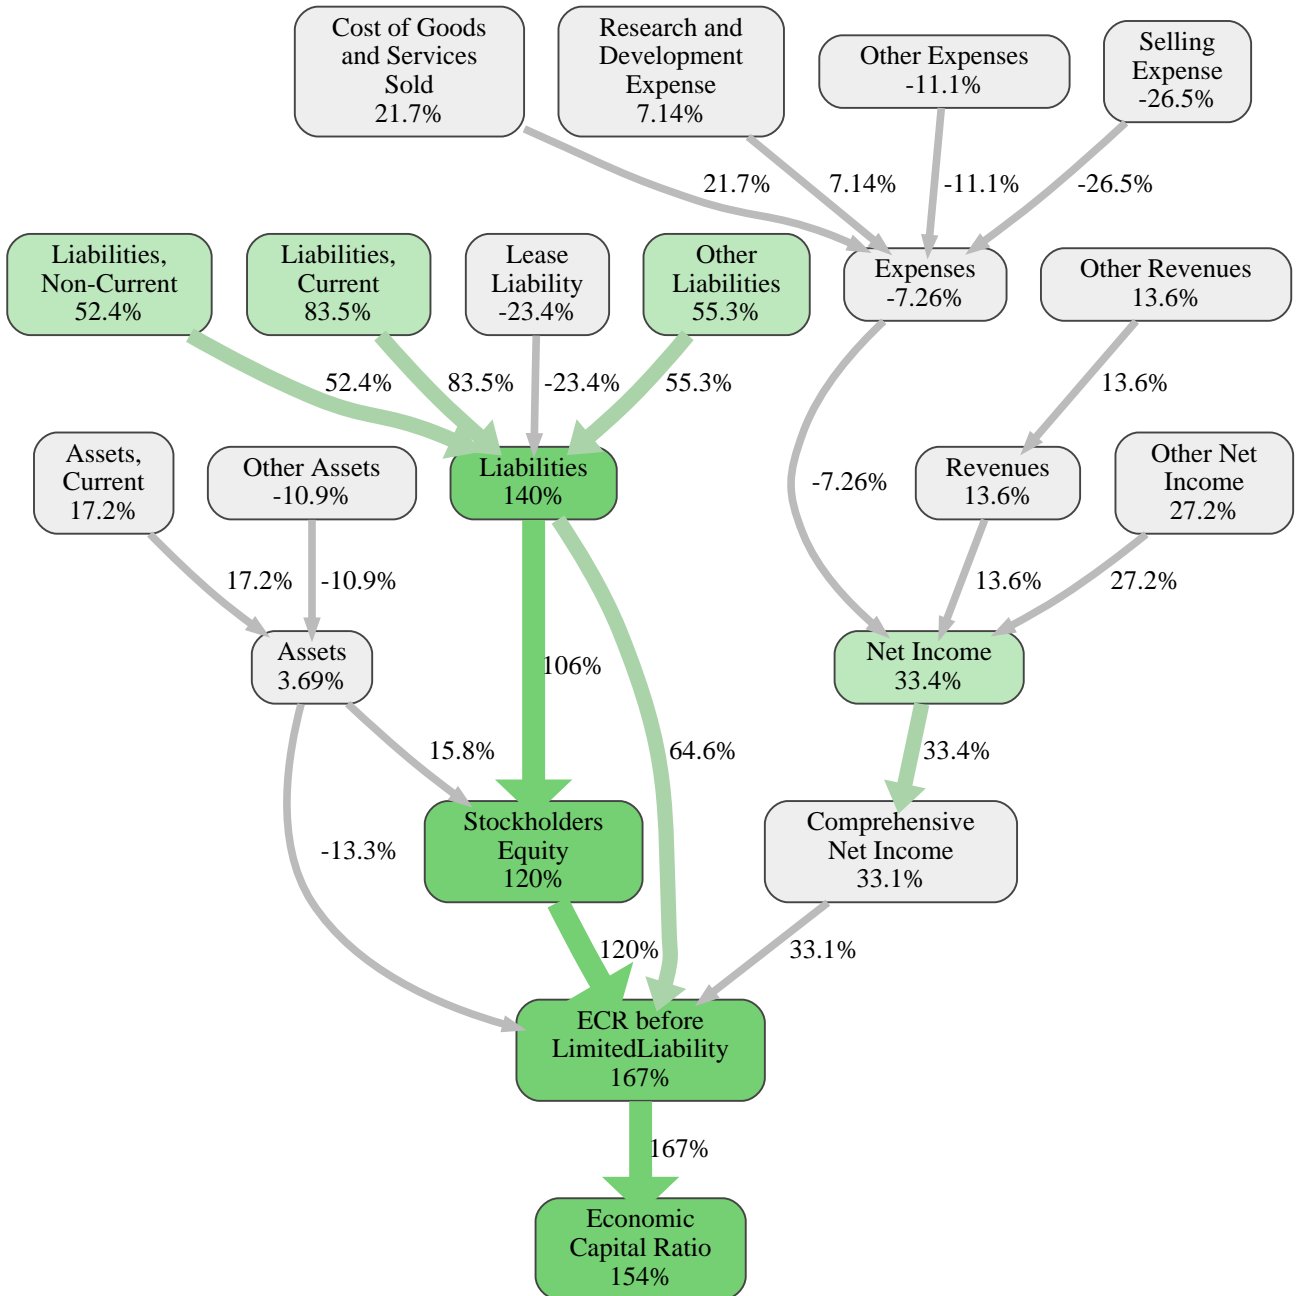 Cost of Goods
and Services
Sold
21.7%
Research and
Development
Expense
7.14%
Other Expenses
-11.1%
Selling
Expense
-26.5%
21.7%
7.14%
-11.1%
-26.5%
Liabilities,
Non-Current
52.4%
Liabilities,
Current
83.5%
Lease
Liability
-23.4%
Other
Liabilities
55.3%
Expenses
-7.26%
Other Revenues
13.6%
52.4%
83.5%
-23.4%
55.3%
13.6%
Assets,
Current
17.2%
Other Assets
-10.9%
Liabilities
140%
-7.26%
Revenues
13.6%
Other Net
Income
27.2%
17.2%
-10.9%
13.6%
27.2%
Assets
3.69%
106%
Net Income
33.4%
15.8%
64.6%
33.4%
-13.3%
Stockholders
Equity
120%
Comprehensive
Net Income
33.1%
120%
33.1%
ECR before
LimitedLiability
167%
167%
Economic
Capital Ratio
154%